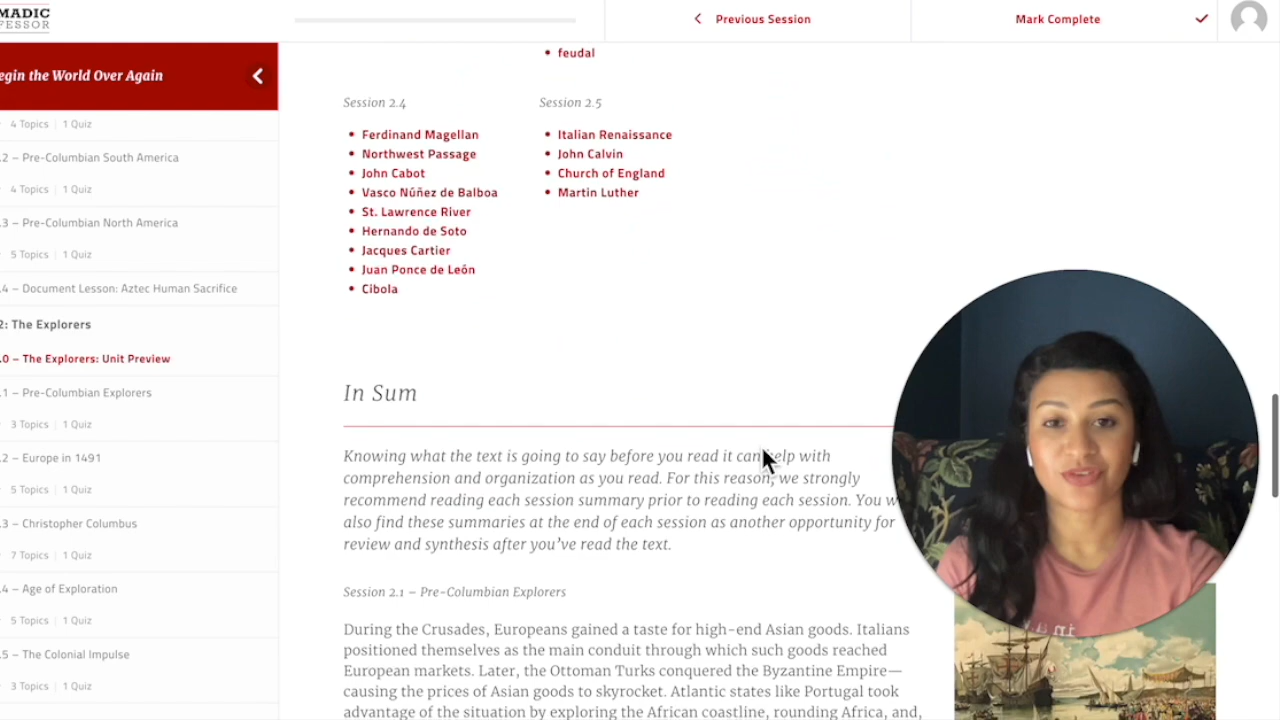 MADIC
FESSOR
Previous Session
Mark Complete
egin the World Over Again
4 Topics | 1 Quiz
.2 – Pre-Columbian South America
4 Topics | 1 Quiz
.3 – Pre-Columbian North America
5 Topics | 1 Quiz
.4 – Document Lesson: Aztec Human Sacrifice
2: The Explorers
.0 – The Explorers: Unit Preview
.1 – Pre-Columbian Explorers
3 Topics | 1 Quiz
.2 – Europe in 1491
5 Topics | 1 Quiz
.3 – Christopher Columbus
7 Topics | 1 Quiz
.4 – Age of Exploration
5 Topics | 1 Quiz
.5 – The Colonial Impulse
3 Topics | 1 Quiz
• feudal
Session 2.4
• Ferdinand Magellan
• Northwest Passage
• John Cabot
• Vasco Núñez de Balboa
• St. Lawrence River
• Hernando de Soto
• Jacques Cartier
• Juan Ponce de León
• Cibola
Session 2.5
• Italian Renaissance
• John Calvin
• Church of England
• Martin Luther
In Sum
Knowing what the text is going to say before you read it can help with
comprehension and organization as you read. For this reason, we strongly
recommend reading each session summary prior to reading each session. You w
also find these summaries at the end of each session as another opportunity for
review and synthesis after you've read the text.
Session 2.1 – Pre-Columbian Explorers
During the Crusades, Europeans gained a taste for high-end Asian goods. Italians
positioned themselves as the main conduit through which such goods reached
European markets. Later, the Ottoman Turks conquered the Byzantine Empire—
causing the prices of Asian goods to skyrocket. Atlantic states like Portugal took
advantage of the situation by exploring the African coastline, rounding Africa, and,